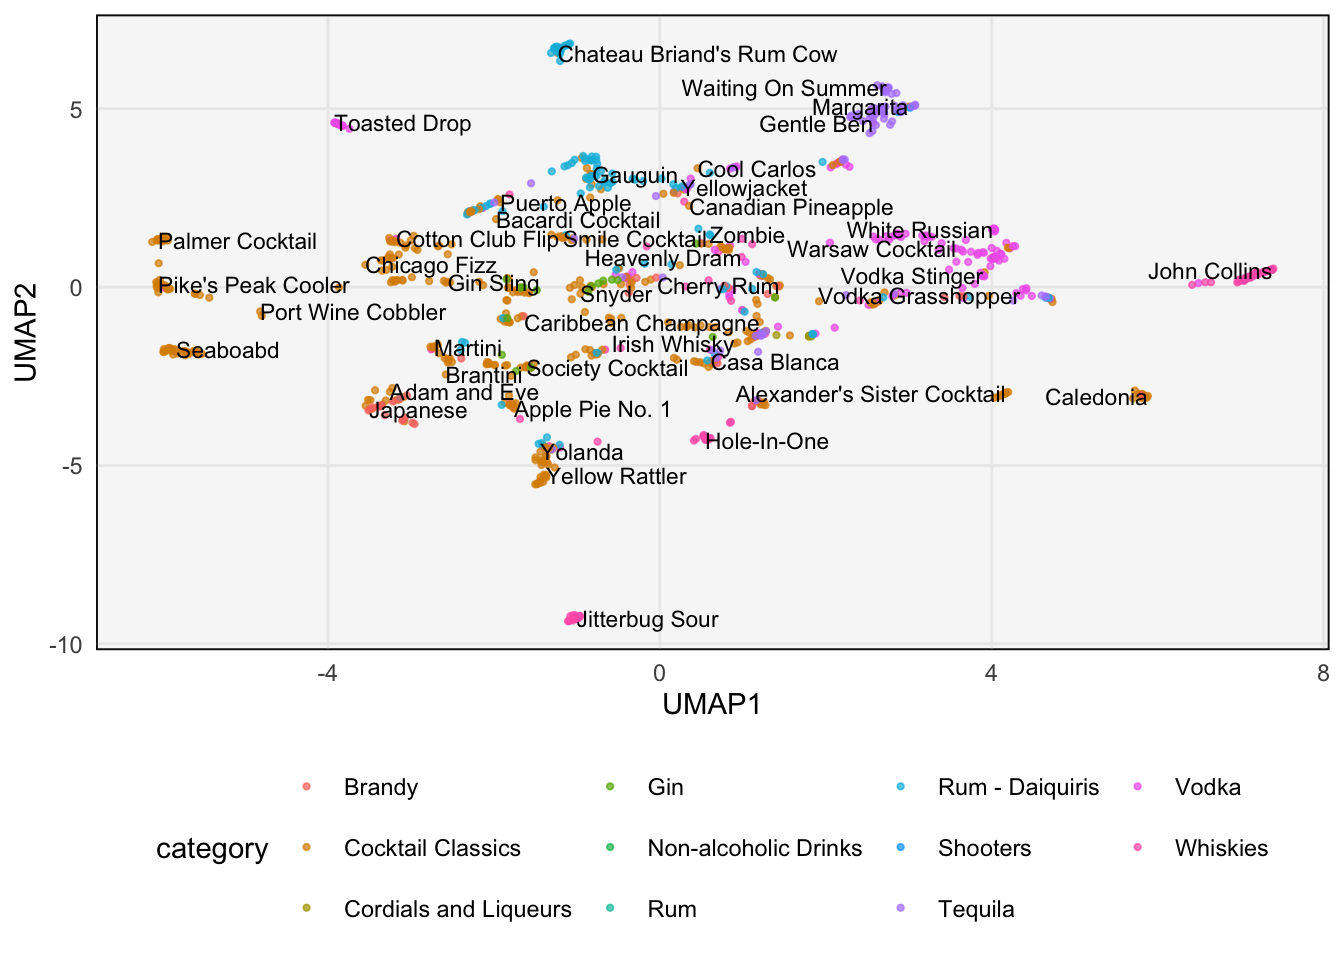 Chateau Briand's Rum Cow
Waiting On Summer
Margarita
Gentle Ben
Toasted Drop
Cool Carlos
Gauguin
Yellowjacket
Puerto Apple
Canadian Pineapple
Bacardi Cocktail
White Russian
Palmer Cocktail
Cotton Club Flip
Smile Cocktail
Zombie
Warsaw Cocktail
Heavenly Dram
Chicago Fizz
John Collins
Vodka Stinger
Pike's Peak Cooler
Gin Sling
Cherry Rum
Snyder
Vodka Grasshopper
Port Wine Cobbler
Caribbean Champagne
Irish Whisky
Martini
Seaboabd
Casa Blanca
Society Cocktail
Brantini
Adam and Eve
Alexander's Sister Cocktail
Caledonia
Japanese
Apple Pie No. 1
Hole-In-One
Yolanda
Yellow Rattler
Jitterbug Sour
5
0
-5
-10
UMAP2
-4
0
4
8
UMAP1
category
Brandy
Gin
Rum - Daiquiris
Vodka
Cocktail Classics
Non-alcoholic Drinks
Shooters
Whiskies
Cordials and Liqueurs
Rum
Tequila